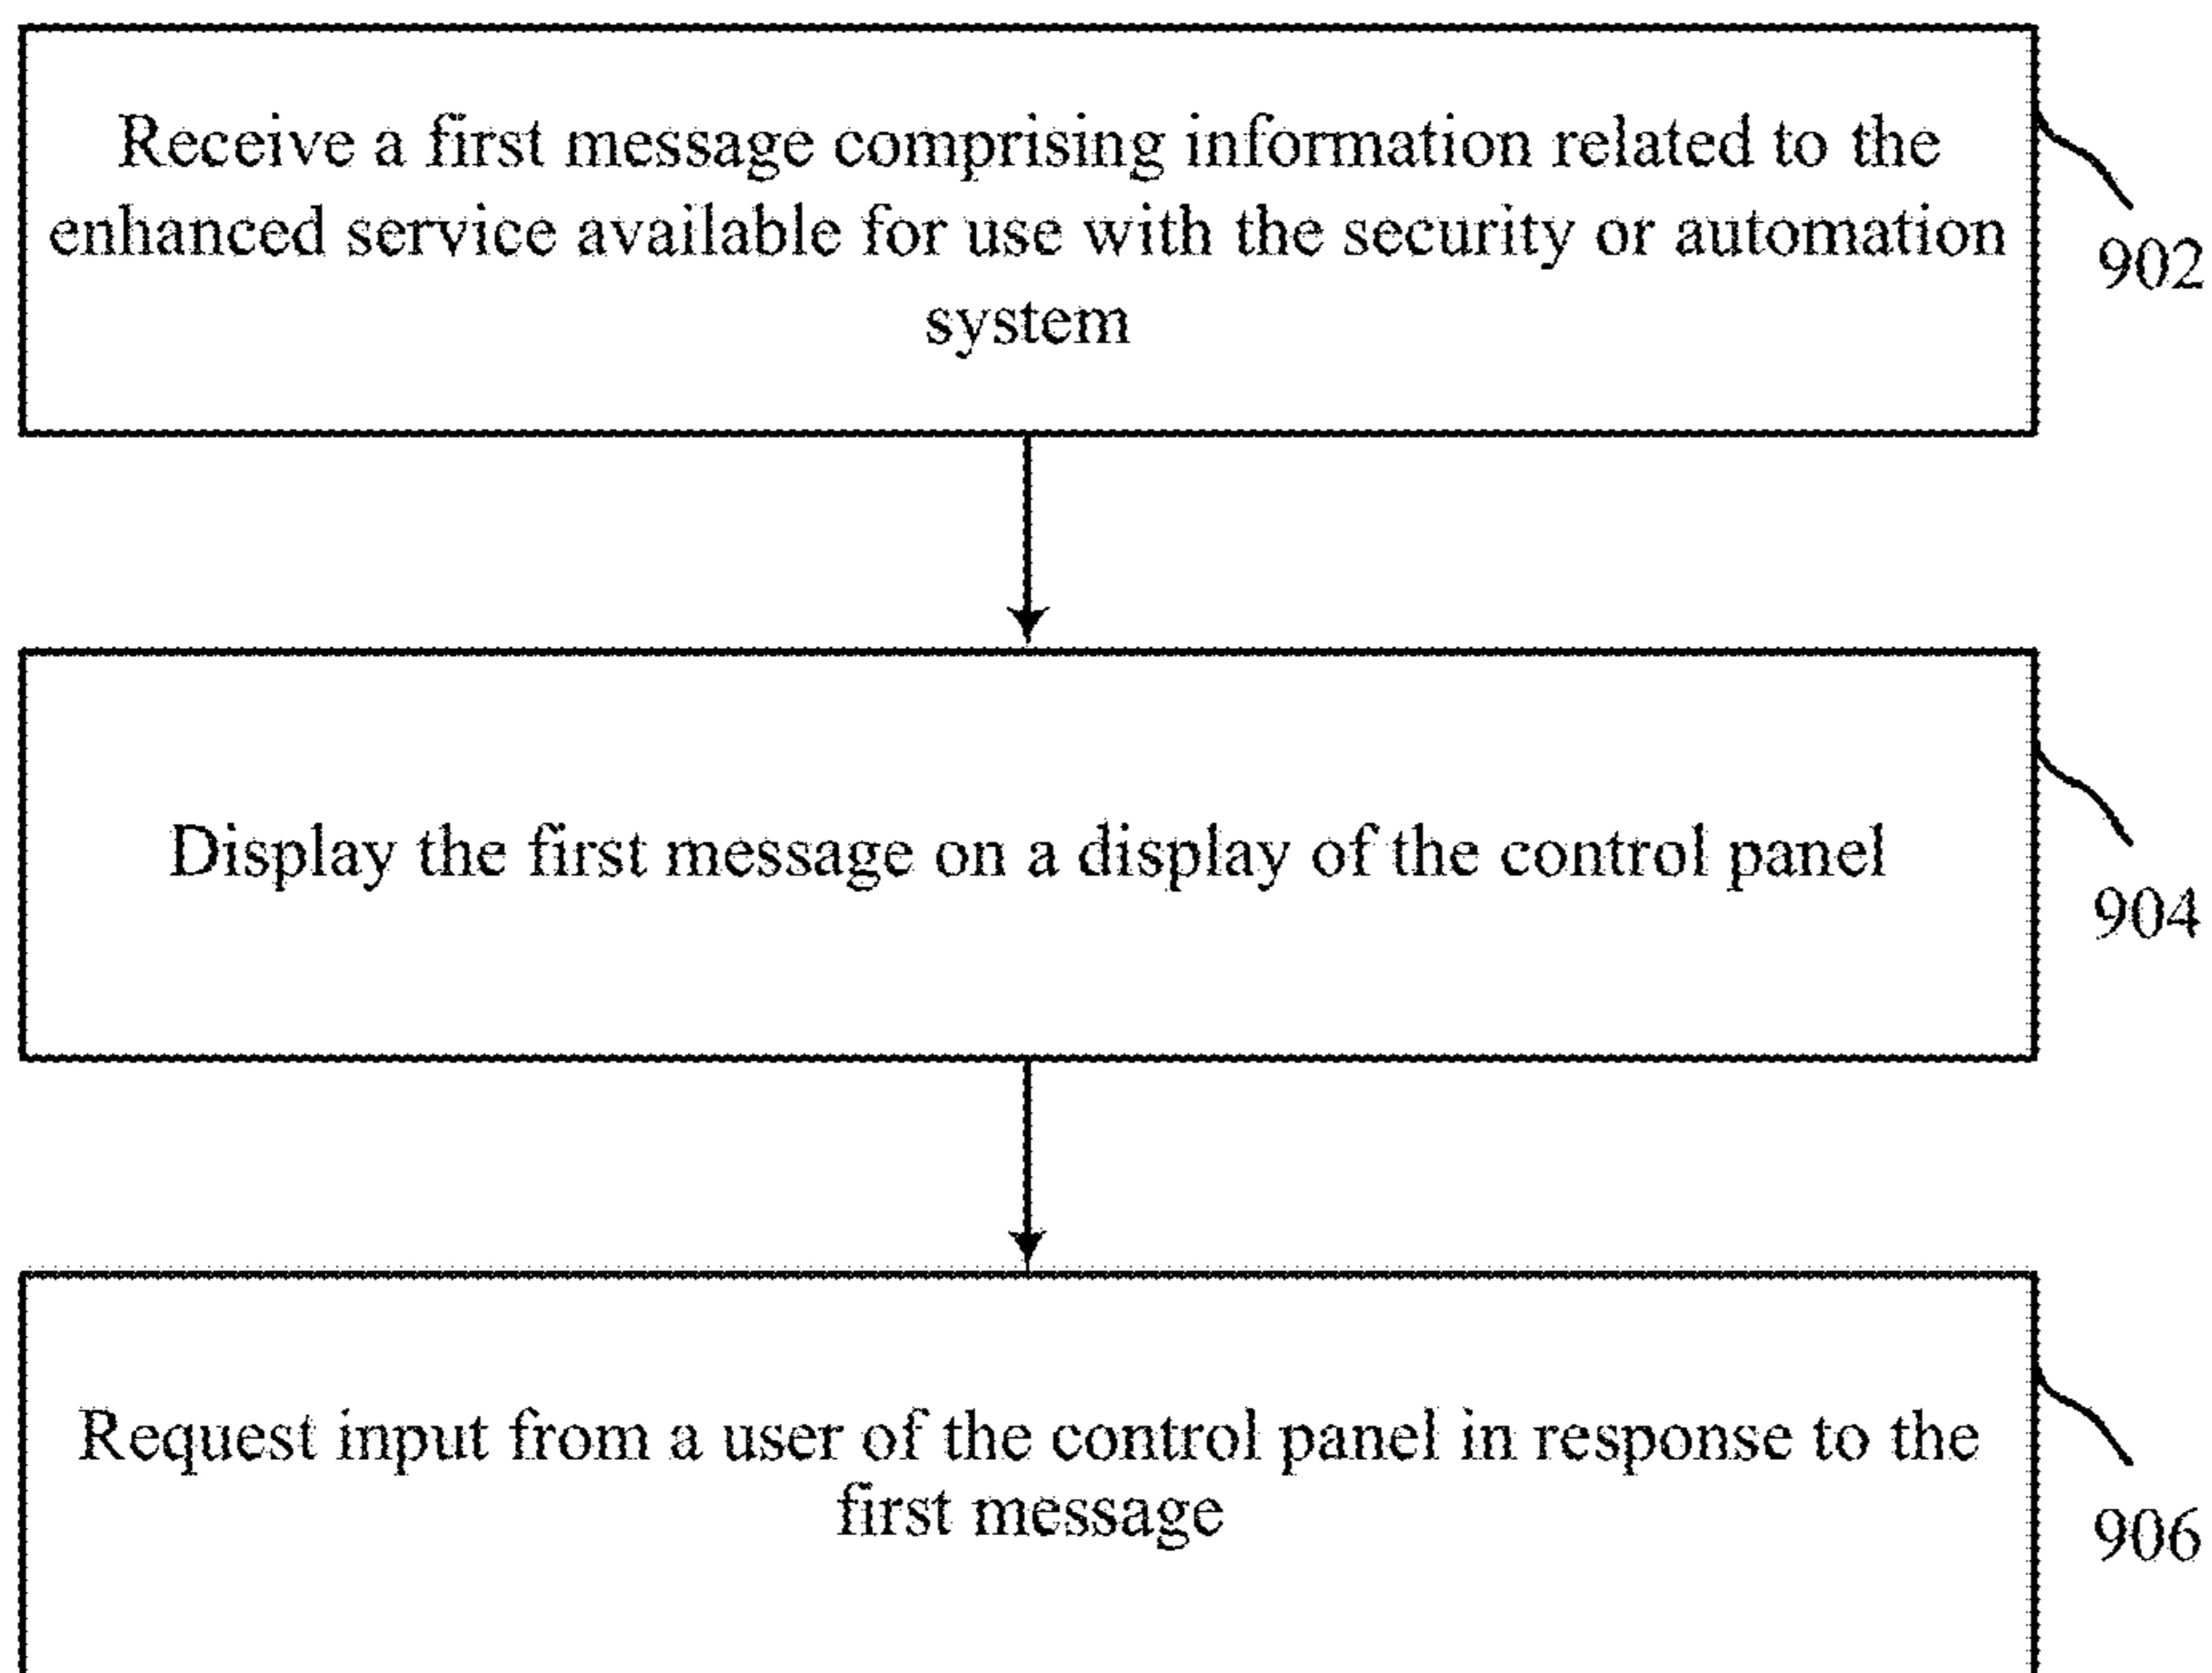 Receive a first message comprising information related to the
enhanced service available for use with the security or automation
system
902
Display the first message on a display of the control panel
904
Request input from a user of the control panel in response to the
first message
906